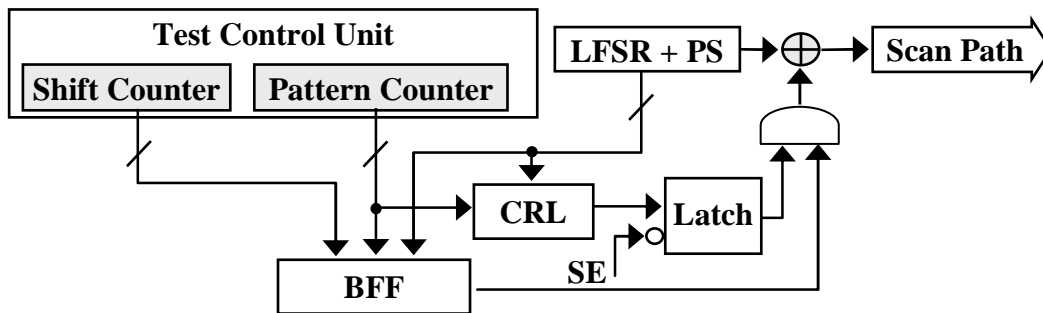 Test Control Unit
Shift Counter
Pattern Counter
LFSR + PS
Scan Path
CRL
Latch
SE
BFF